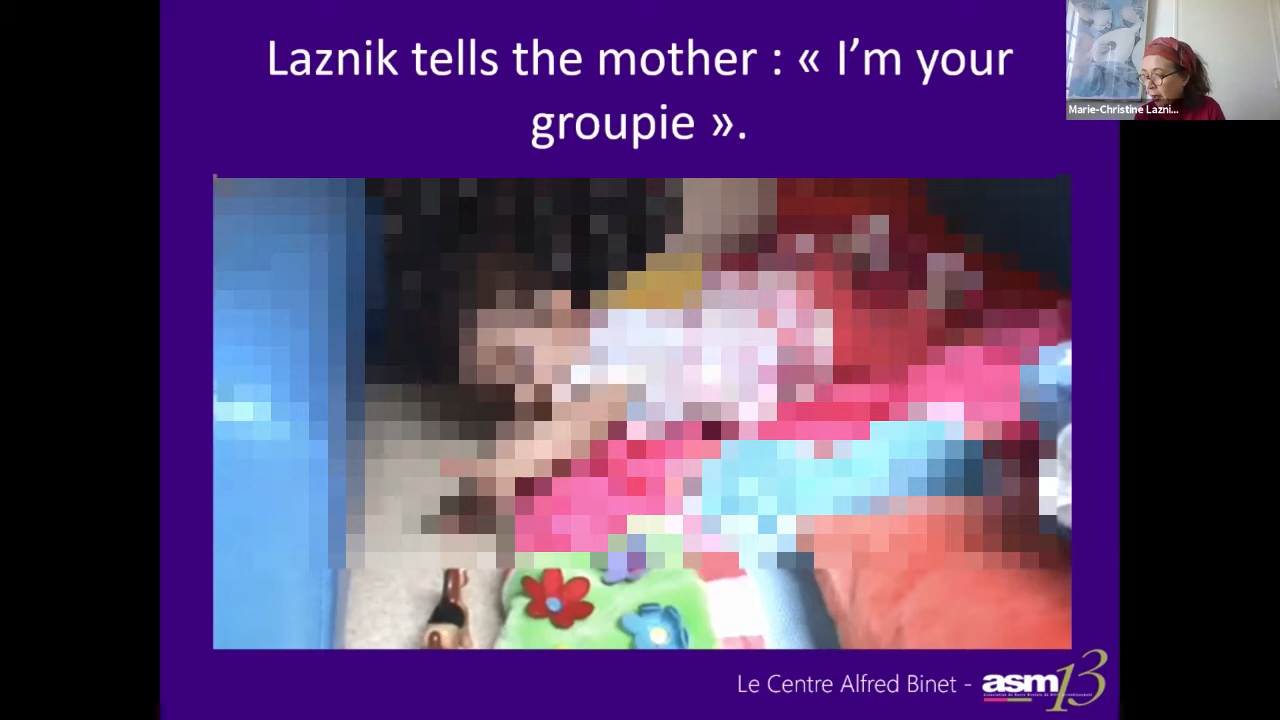 Laznik tells the mother : « I’m your
groupie ».
Marie-Christine Lazni...
Le Centre Alfred Binet - asm13